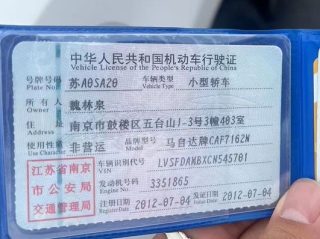 中华人民共和国机动车行驶证
Vehicle License of the People's Republic of China
号牌号码 苏A0SA20 车辆类型 小型轿车
Plate No. Vehicle Type
所有人 魏林泉
Owner
住址 南京市鼓楼区五台山1-3号3幢403室
使用性质 非营运 品牌型号 马自达牌CAF7162N
Use Character Model
车辆识别代号 LVSFDAMBXCN545701
VIN
发动机号码 3351865
Engine No.
注册日期 2012-07-04 发证日期 2012-07-04
Register Date Issue Date
江苏省南京
市公安局
交通管理局